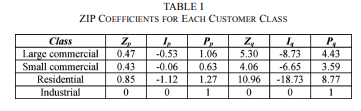 TABLE I
ZIP COEFFICIENTS FOR EACH CUSTOMER CLASS
Class Zp Ip Pp Zq Iq Pq
Large commercial 0.47 -0.53 1.06 5.30 -8.73 4.43
Small commercial 0.43 -0.06 0.63 4.06 -6.65 3.59
Residential 0.85 -1.12 1.27 10.96 -18.73 8.77
Industrial 0 0 1 0 0 1